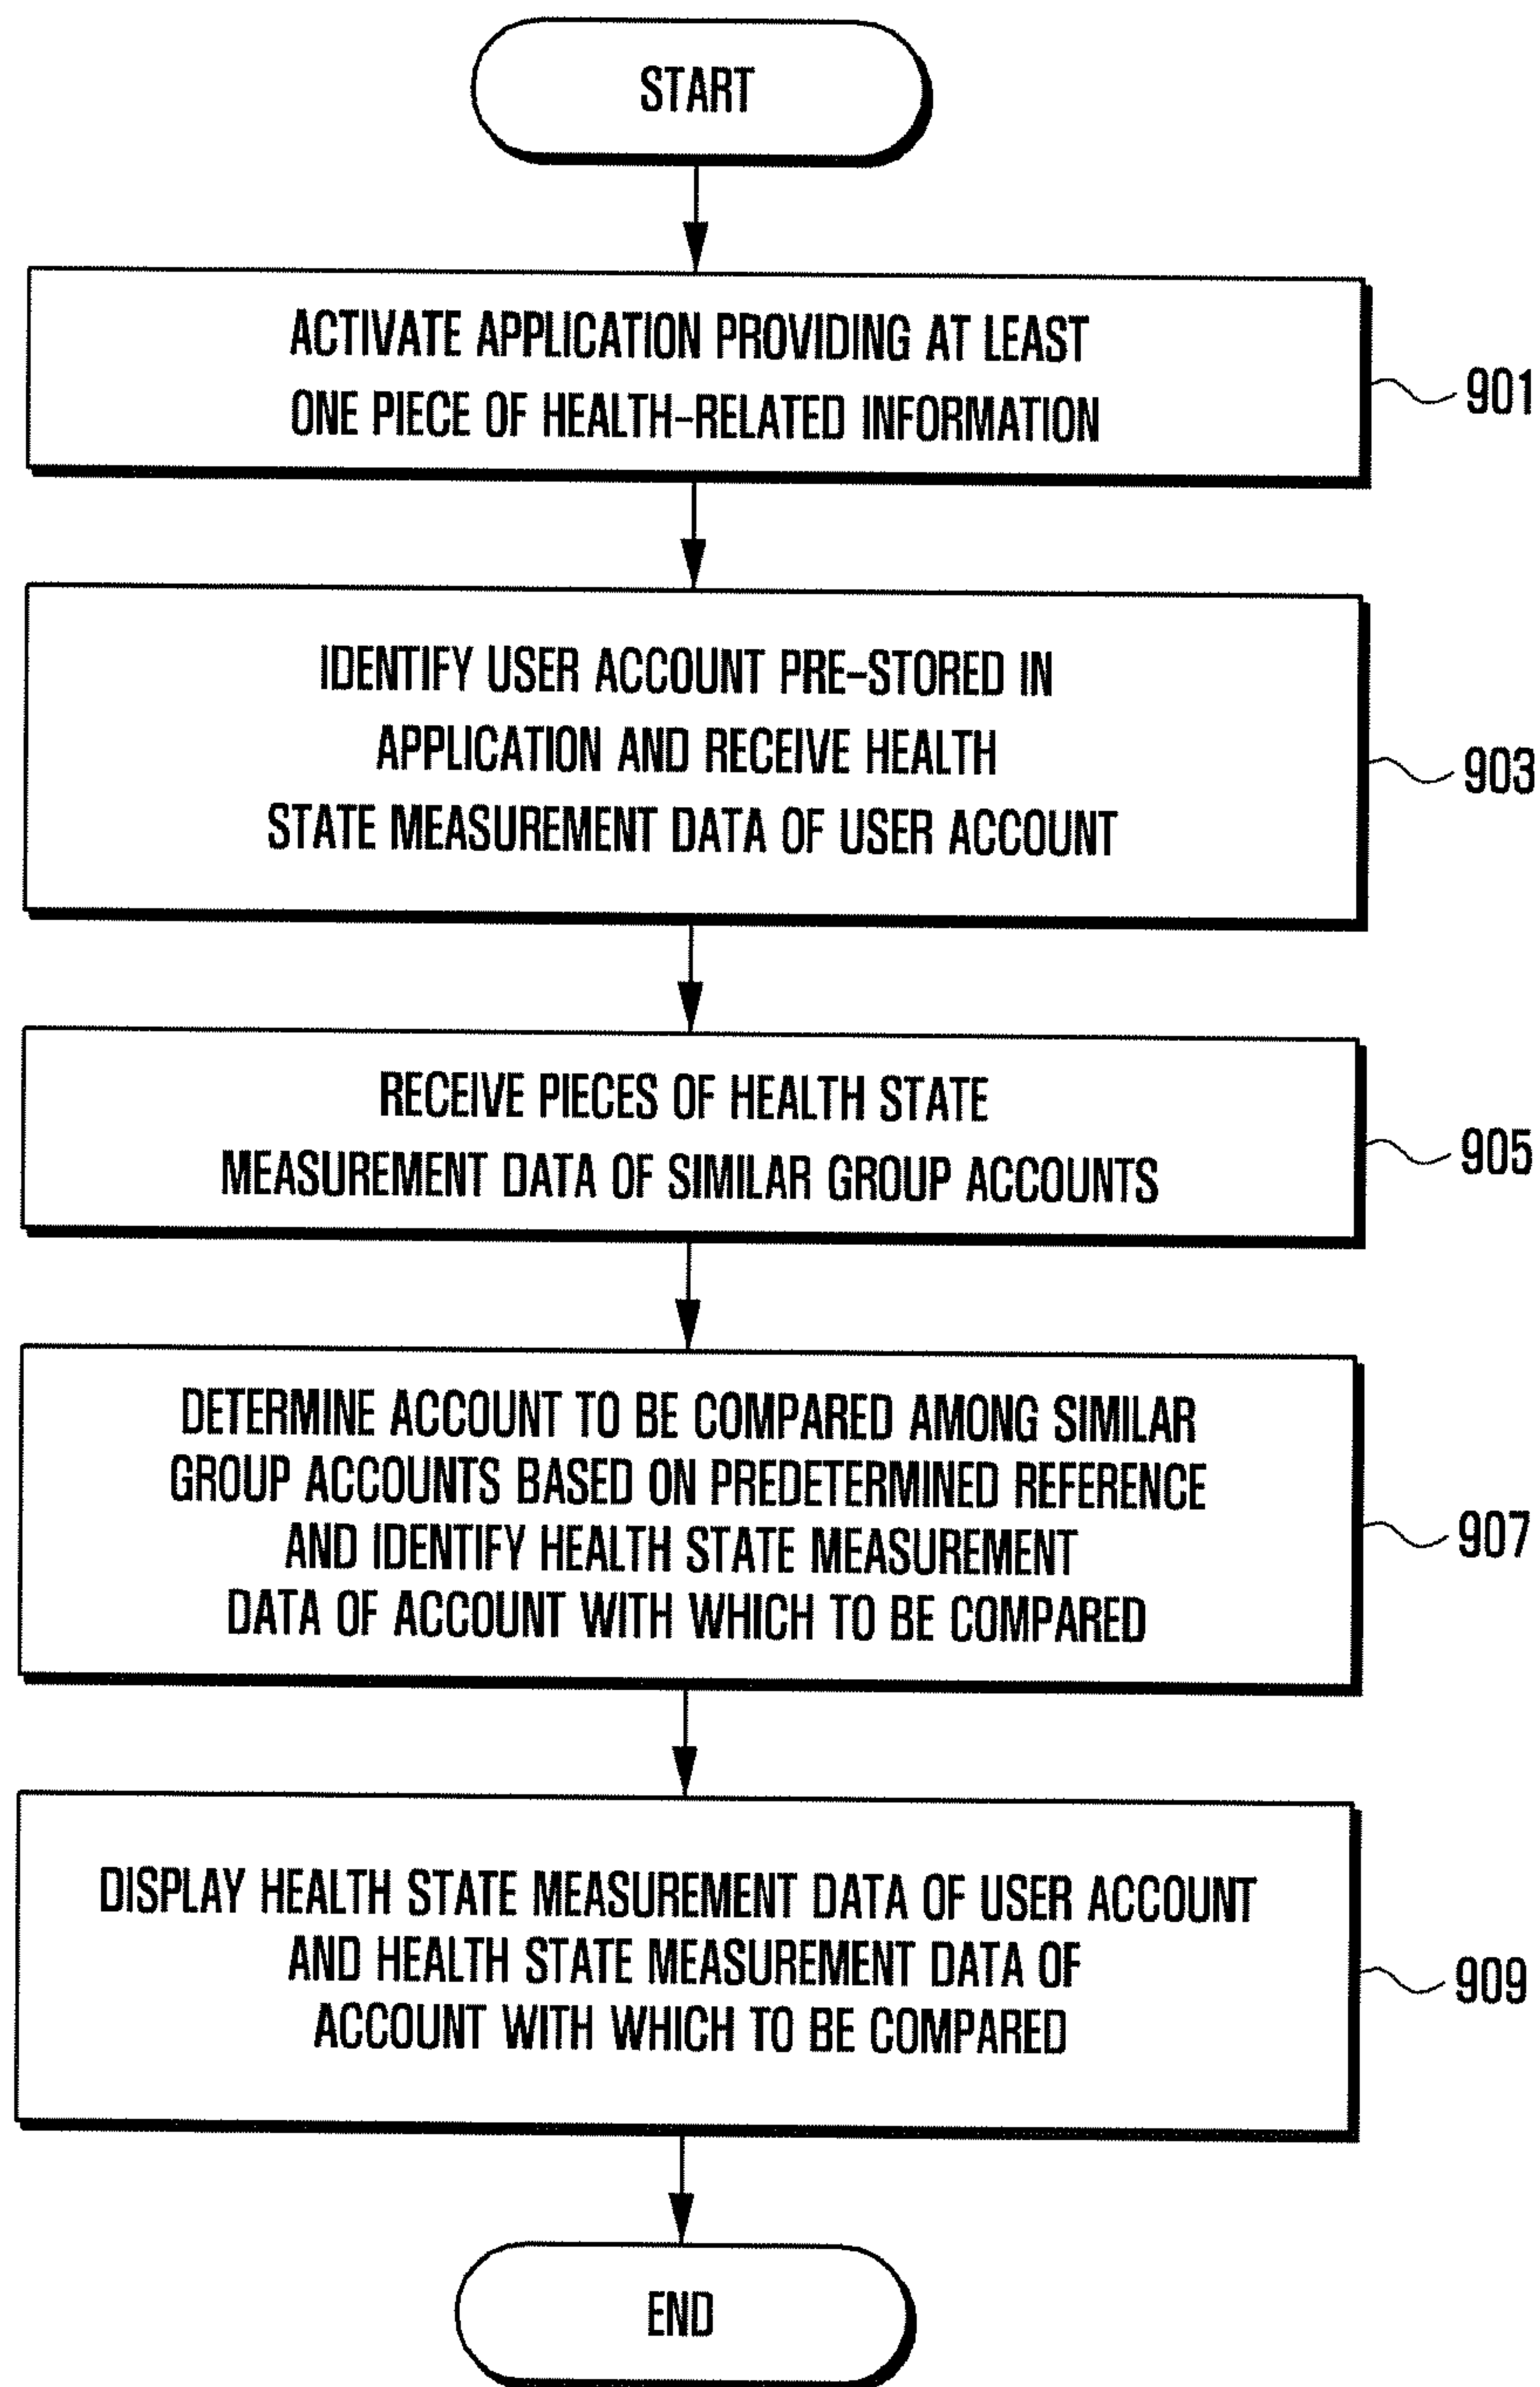 START
ACTIVATE APPLICATION PROVIDING AT LEAST
ONE PIECE OF HEALTH-RELATED INFORMATION
901
IDENTIFY USER ACCOUNT PRE-STORED IN
APPLICATION AND RECEIVE HEALTH
STATE MEASUREMENT DATA OF USER ACCOUNT
903
RECEIVE PIECES OF HEALTH STATE
MEASUREMENT DATA OF SIMILAR GROUP ACCOUNTS
905
DETERMINE ACCOUNT TO BE COMPARED AMONG SIMILAR
GROUP ACCOUNTS BASED ON PREDETERMINED REFERENCE
AND IDENTIFY HEALTH STATE MEASUREMENT
DATA OF ACCOUNT WITH WHICH TO BE COMPARED
907
DISPLAY HEALTH STATE MEASUREMENT DATA OF USER ACCOUNT
AND HEALTH STATE MEASUREMENT DATA OF
ACCOUNT WITH WHICH TO BE COMPARED
909
END